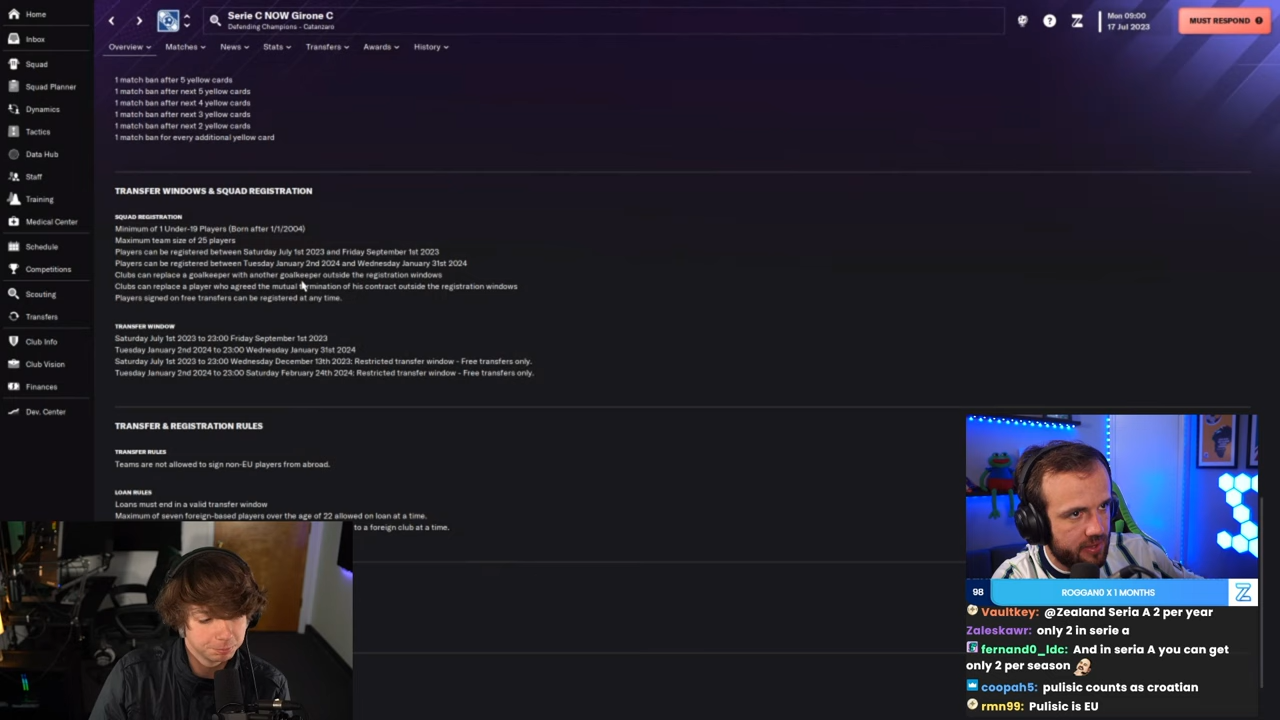 Home
Inbox
Squad
Squad Planner
Dynamics
Tactics
Data Hub
Staff
Training
Medical Center
Schedule
Competitions
Scouting
Transfers
Club Info
Club Vision
Finances
Dev. Center
Serie C NOW Girone C
Defending Champions - Catanzaro
Mon 09:00
17 Jul 2023
MUST RESPOND
Overview
Matches
News
Stats
Transfers
Awards
History
1 match ban after 5 yellow cards
1 match ban after next 5 yellow cards
1 match ban after next 4 yellow cards
1 match ban after next 3 yellow cards
1 match ban after next 2 yellow cards
1 match ban for every additional yellow card
TRANSFER WINDOWS & SQUAD REGISTRATION
SQUAD REGISTRATION
Minimum of 1 Under-19 Players (Born after 1/1/2004)
Maximum team size of 25 players
Players can be registered between Saturday July 1st 2023 and Friday September 1st 2023
Players can be registered between Tuesday January 2nd 2024 and Wednesday January 31st 2024
Clubs can replace a goalkeeper with another goalkeeper outside the registration windows
Clubs can replace a player who agreed the mutual termination of his contract outside the registration windows
Players signed on free transfers can be registered at any time.
TRANSFER WINDOW
Saturday July 1st 2023 to 23:00 Friday September 1st 2023
Tuesday January 2nd 2024 to 23:00 Wednesday January 31st 2024
Saturday July 1st 2023 to 23:00 Wednesday December 13th 2023: Restricted transfer window - Free transfers only.
Tuesday January 2nd 2024 to 23:00 Saturday February 24th 2024: Restricted transfer window - Free transfers only.
TRANSFER & REGISTRATION RULES
TRANSFER RULES
Teams are not allowed to sign non-EU players from abroad.
LOAN RULES
Loans must end in a valid transfer window
Maximum of seven foreign-based players over the age of 22 allowed on loan at a time.
to a foreign club at a time.
98
ROGGAN0 X 1 MONTHS
Vaultkey: @Zealand Seria A 2 per year
Zaleskawr: only 2 in serie a
fernand0_ldc: And in seria A you can get
only 2 per season
coopah5: pulisic counts as croatian
rmn99: Pulisic is EU